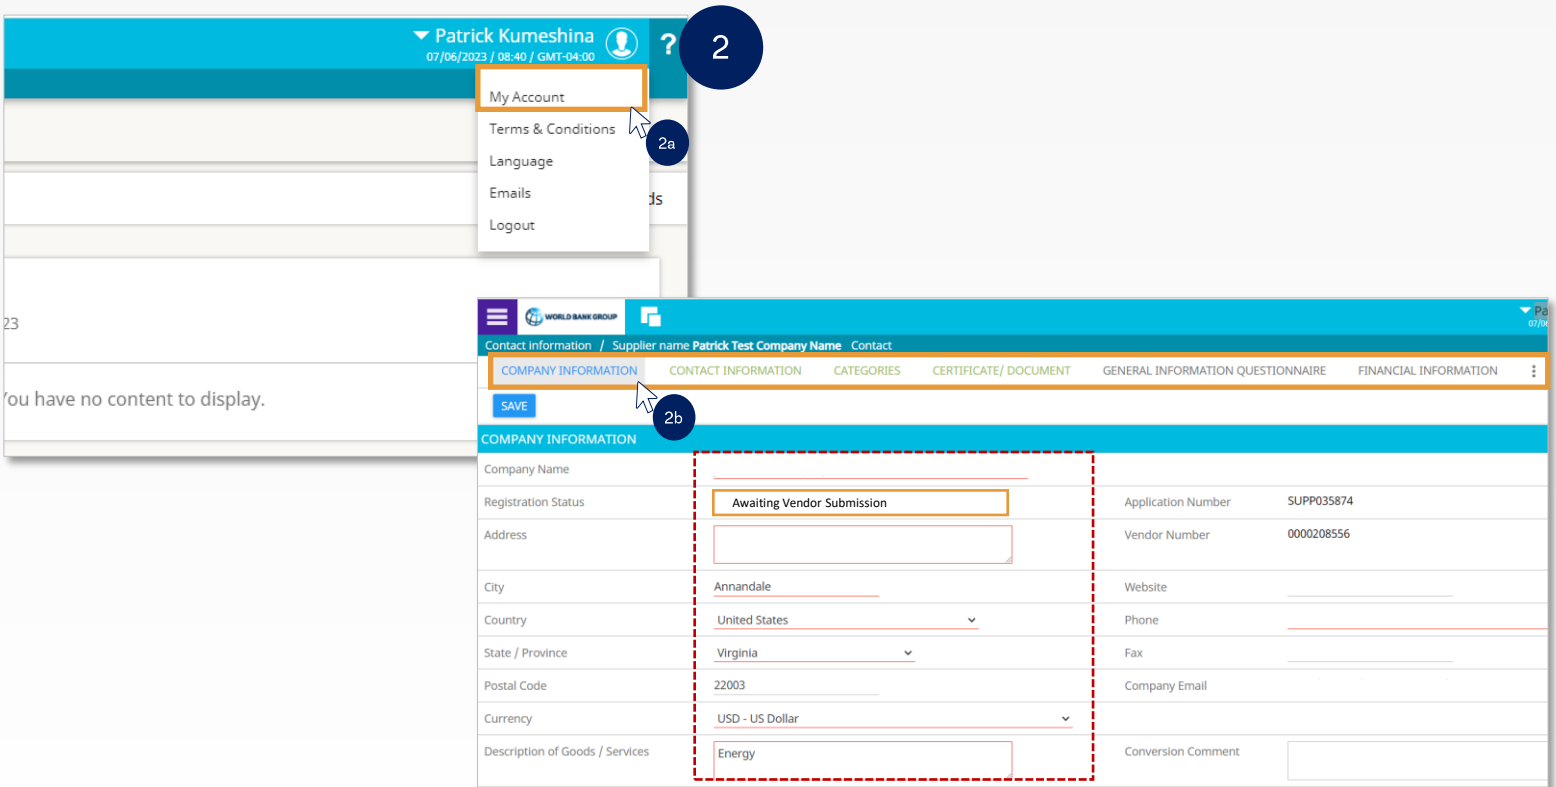 Patrick Kumeshina
07/06/2023 / 08:40 / GMT-04:00
?
2
My Account
2a
Terms & Conditions
Language
Emails
Logout
23
You have no content to display.
WORLD BANK GROUP
Contact information / Supplier name Patrick Test Company Name Contact
COMPANY INFORMATION CONTACT INFORMATION CATEGORIES CERTIFICATE/ DOCUMENT GENERAL INFORMATION QUESTIONNAIRE FINANCIAL INFORMATION
SAVE
2b
COMPANY INFORMATION
Company Name
Registration Status Awaiting Vendor Submission Application Number SUPP035874
Address Vendor Number 0000208556
City Annandale Website
Country United States Phone
State / Province Virginia Fax
Postal Code 22003 Company Email
Currency USD - US Dollar
Description of Goods / Services Energy Conversion Comment